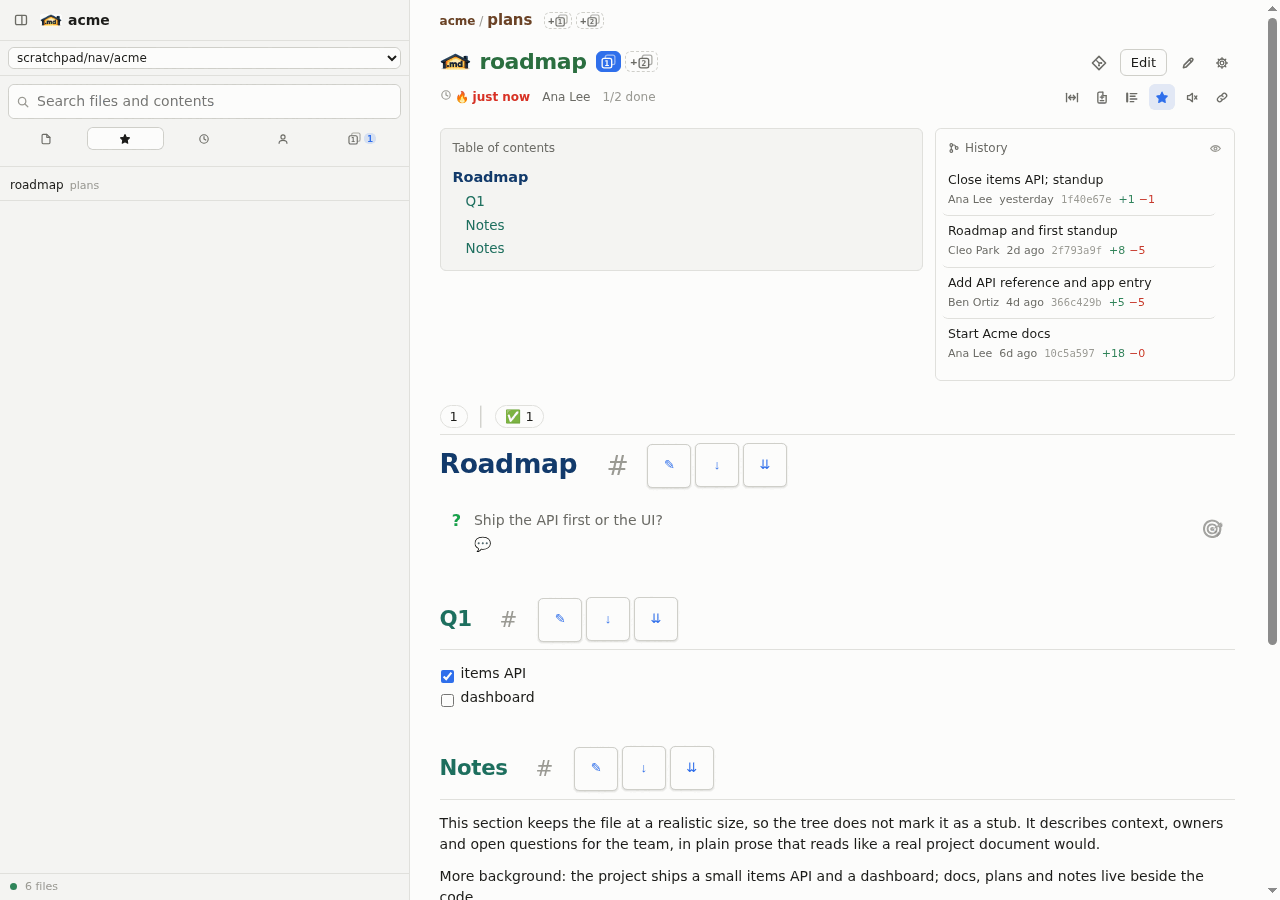 acme
scratchpad/nav/acme
Search files and contents
1 1
roadmap plans
6 files
acme / plans +1 +2
.md roadmap 1 +2 Edit
🔥 just now Ana Lee 1/2 done
Table of contents
Roadmap
Q1
Notes
Notes
History
Close items API; standup
Ana Lee yesterday 1f40e67e +1 −1
Roadmap and first standup
Cleo Park 2d ago 2f793a9f +8 −5
Add API reference and app entry
Ben Ortiz 4d ago 366c429b +5 −5
Start Acme docs
Ana Lee 6d ago 10c5a597 +18 −0
1 ✅ 1
Roadmap # ✎ ↓ ⇊
? Ship the API first or the UI?
💬
Q1 # ✎ ↓ ⇊
items API
dashboard
Notes # ✎ ↓ ⇊
This section keeps the file at a realistic size, so the tree does not mark it as a stub. It describes context, owners
and open questions for the team, in plain prose that reads like a real project document would.
More background: the project ships a small items API and a dashboard; docs, plans and notes live beside the
code.